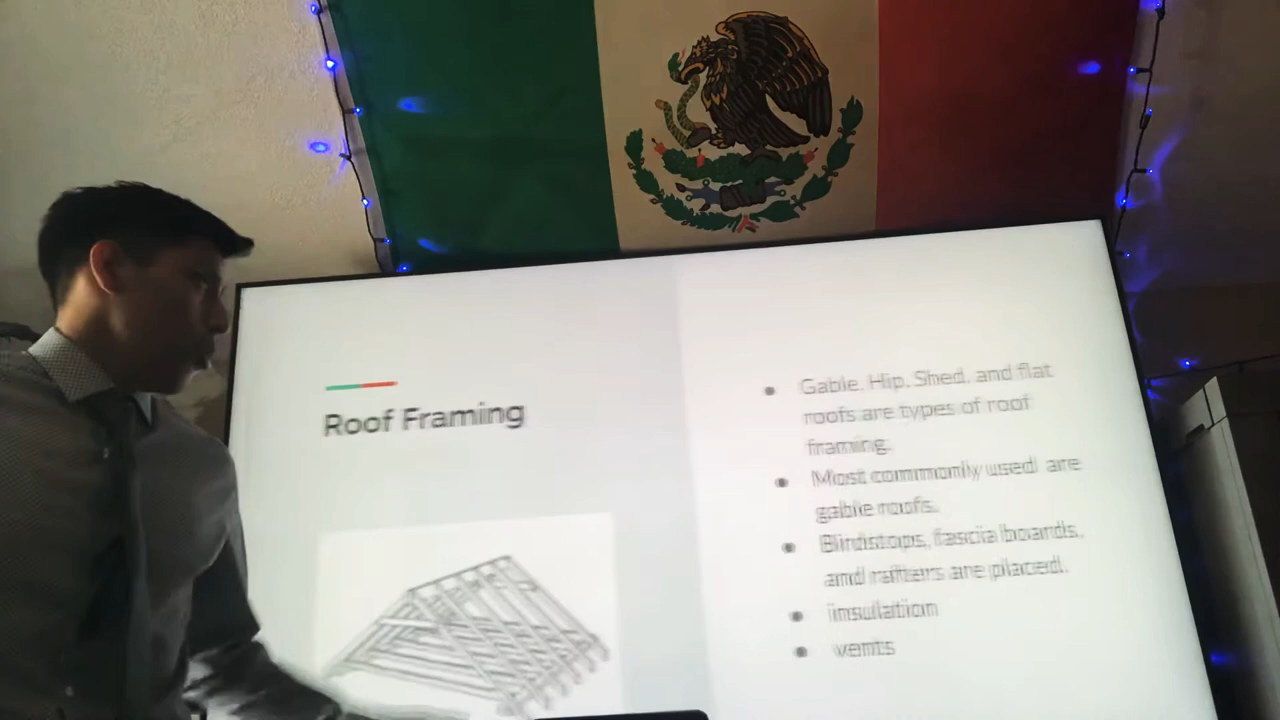 Roof Framing
Gable, Hip, Shed, and flat
roofs are types of roof
framing.
Most commonly used are
gable roofs.
Birdstops, fascia boards,
and rafters are placed.
insulation
vents